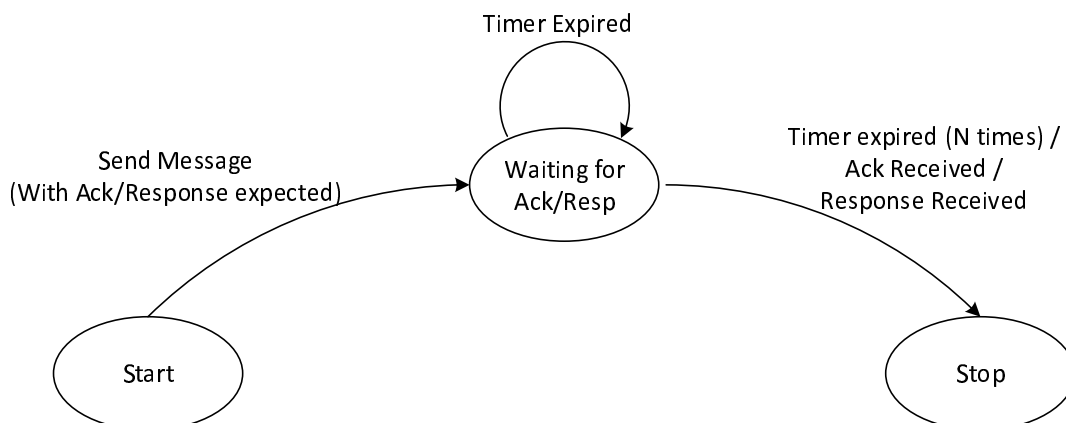 Timer Expired
Send Message
(With Ack/Response expected)
Waiting for
Ack/Resp
Timer expired (N times) /
Ack Received /
Response Received
Start
Stop